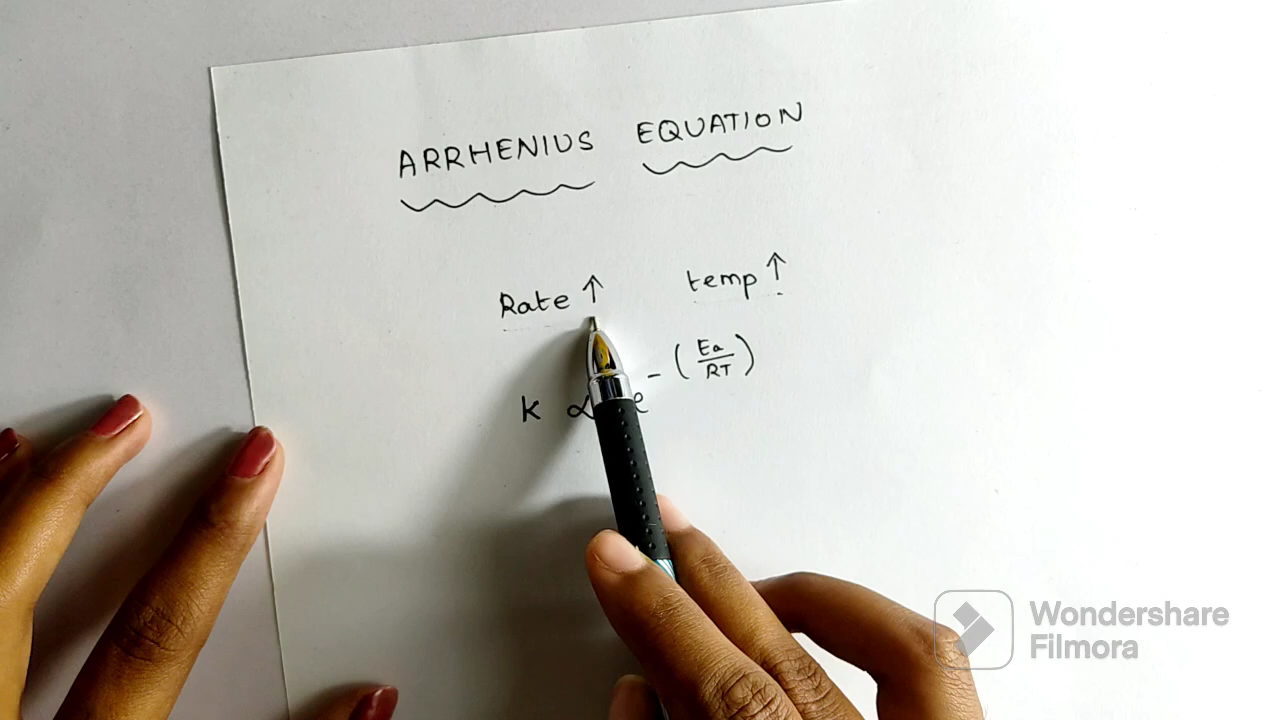 ARRHENIUS EQUATION
Rate ↑ temp ↑
k ∝ e^-(Ea/RT)
Wondershare
Filmora